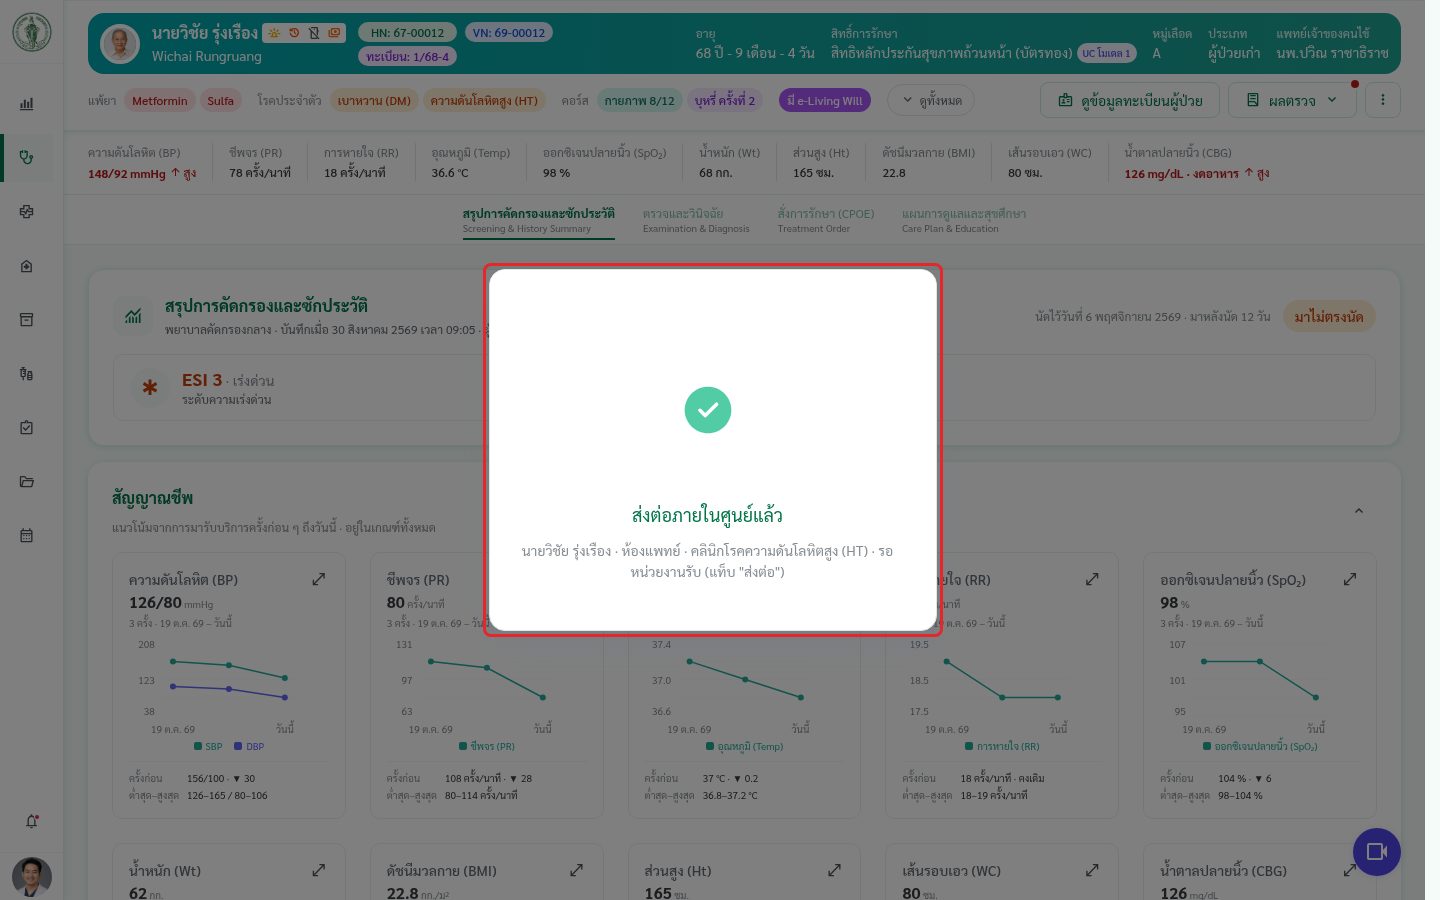 นายวิชัย รุ่งเรือง
Wichai Rungruang
HN: 67-00012
VN: 69-00012
ทะเบียน: 1/68-4
อายุ
68 ปี - 9 เดือน - 4 วัน
สิทธิ์การรักษา
สิทธิหลักประกันสุขภาพถ้วนหน้า (บัตรทอง)
UC โมเดล 1
หมู่เลือด
A
ประเภท
ผู้ป่วยเก่า
แพทย์เจ้าของคนไข้
นพ.ปวิณ ราชาธิราช
แพ้ยา
Metformin
Sulfa
โรคประจำตัว
เบาหวาน (DM)
ความดันโลหิตสูง (HT)
คอร์ส
กายภาพ 8/12
บุหรี่ ครั้งที่ 2
มี e-Living Will
ดูทั้งหมด
ดูข้อมูลทะเบียนผู้ป่วย
ผลตรวจ
ความดันโลหิต (BP)
148/92 mmHg ↑ สูง
ชีพจร (PR)
78 ครั้ง/นาที
การหายใจ (RR)
18 ครั้ง/นาที
อุณหภูมิ (Temp)
36.6 °C
ออกซิเจนปลายนิ้ว (SpO₂)
98 %
น้ำหนัก (Wt)
68 กก.
ส่วนสูง (Ht)
165 ซม.
ดัชนีมวลกาย (BMI)
22.8
เส้นรอบเอว (WC)
80 ซม.
น้ำตาลปลายนิ้ว (CBG)
126 mg/dL · งดอาหาร ↑ สูง
สรุปการคัดกรองและซักประวัติ
Screening & History Summary
ตรวจและวินิจฉัย
Examination & Diagnosis
สั่งการรักษา (CPOE)
Treatment Order
แผนการดูแลและสุขศึกษา
Care Plan & Education
สรุปการคัดกรองและซักประวัติ
พยาบาลคัดกรองกลาง · บันทึกเมื่อ 30 สิงหาคม 2569 เวลา 09:05 ·
นัดไว้วันที่ 6 พฤศจิกายน 2569 · มาหลังนัด 12 วัน
มาไม่ตรงนัด
ESI 3 · เร่งด่วน
ระดับความเร่งด่วน
ส่งต่อภายในศูนย์แล้ว
นายวิชัย รุ่งเรือง · ห้องแพทย์ · คลินิกโรคความดันโลหิตสูง (HT) · รอ
หน่วยงานรับ (แท็บ "ส่งต่อ")
สัญญาณชีพ
แนวโน้มจากการมารับบริการครั้งก่อน ๆ ถึงวันนี้ · อยู่ในเกณฑ์ทั้งหมด
ความดันโลหิต (BP)
126/80 mmHg
3 ครั้ง · 19 ต.ค. 69 – วันนี้
208
123
38
19 ต.ค. 69
วันนี้
SBP
DBP
ครั้งก่อน 156/100 · ▼ 30
ต่ำสุด–สูงสุด 126–165 / 80–106
ชีพจร (PR)
80 ครั้ง/นาที
3 ครั้ง · 19 ต.ค. 69 – วันนี้
131
97
63
19 ต.ค. 69
วันนี้
ชีพจร (PR)
ครั้งก่อน 108 ครั้ง/นาที · ▼ 28
ต่ำสุด–สูงสุด 80–114 ครั้ง/นาที
37.4
37.0
36.6
19 ต.ค. 69
วันนี้
อุณหภูมิ (Temp)
ครั้งก่อน 37 °C · ▼ 0.2
ต่ำสุด–สูงสุด 36.8–37.2 °C
(RR)
19 ต.ค. 69 – วันนี้
19.5
18.5
17.5
19 ต.ค. 69
วันนี้
การหายใจ (RR)
ครั้งก่อน 18 ครั้ง/นาที · คงเดิม
ต่ำสุด–สูงสุด 18–19 ครั้ง/นาที
ออกซิเจนปลายนิ้ว (SpO₂)
98 %
3 ครั้ง · 19 ต.ค. 69 – วันนี้
107
101
95
19 ต.ค. 69
วันนี้
ออกซิเจนปลายนิ้ว (SpO₂)
ครั้งก่อน 104 % · ▼ 6
ต่ำสุด–สูงสุด 98–104 %
น้ำหนัก (Wt)
62 กก.
ดัชนีมวลกาย (BMI)
22.8 กก./ม²
ส่วนสูง (Ht)
165 ซม.
เส้นรอบเอว (WC)
80 ซม.
น้ำตาลปลายนิ้ว (CBG)
126 mg/dL